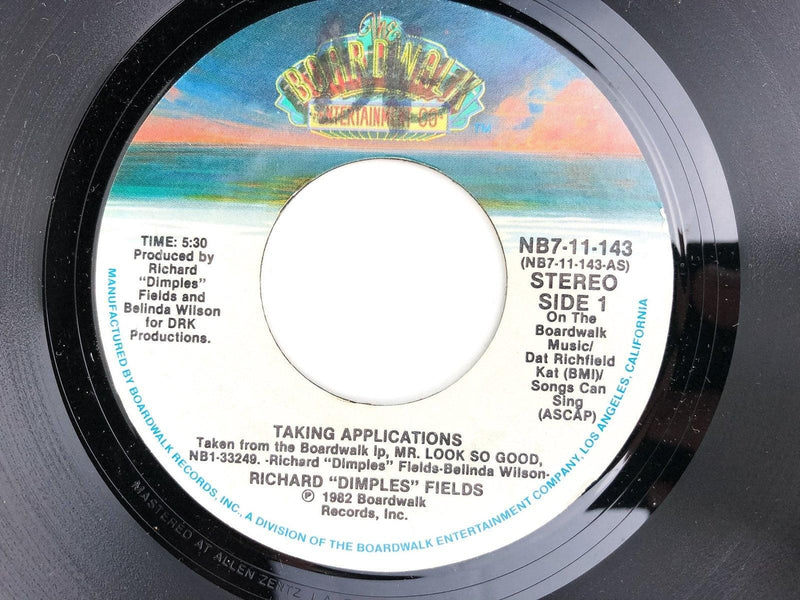 The
BOARDWALK
ENTERTAINMENT CO
TM
TIME: 5:30
Produced by
Richard
"Dimples"
Fields and
Belinda Wilson
for DRK
Productions.
NB7-11-143
(NB7-11-143-AS)
STEREO
SIDE 1
On The
Boardwalk
Music/
Dat Richfield
Kat (BMI)/
Songs Can
Sing
(ASCAP)
TAKING APPLICATIONS
Taken from the Boardwalk lp, MR. LOOK SO GOOD,
NB1-33249. -Richard "Dimples" Fields-Belinda Wilson-
RICHARD "DIMPLES" FIELDS
℗ 1982 Boardwalk
Records, Inc.
MANUFACTURED BY BOARDWALK RECORDS, INC., A DIVISION OF THE BOARDWALK ENTERTAINMENT COMPANY, LOS ANGELES, CALIFORNIA
MASTERED AT ALLEN ZENTZ L.A.